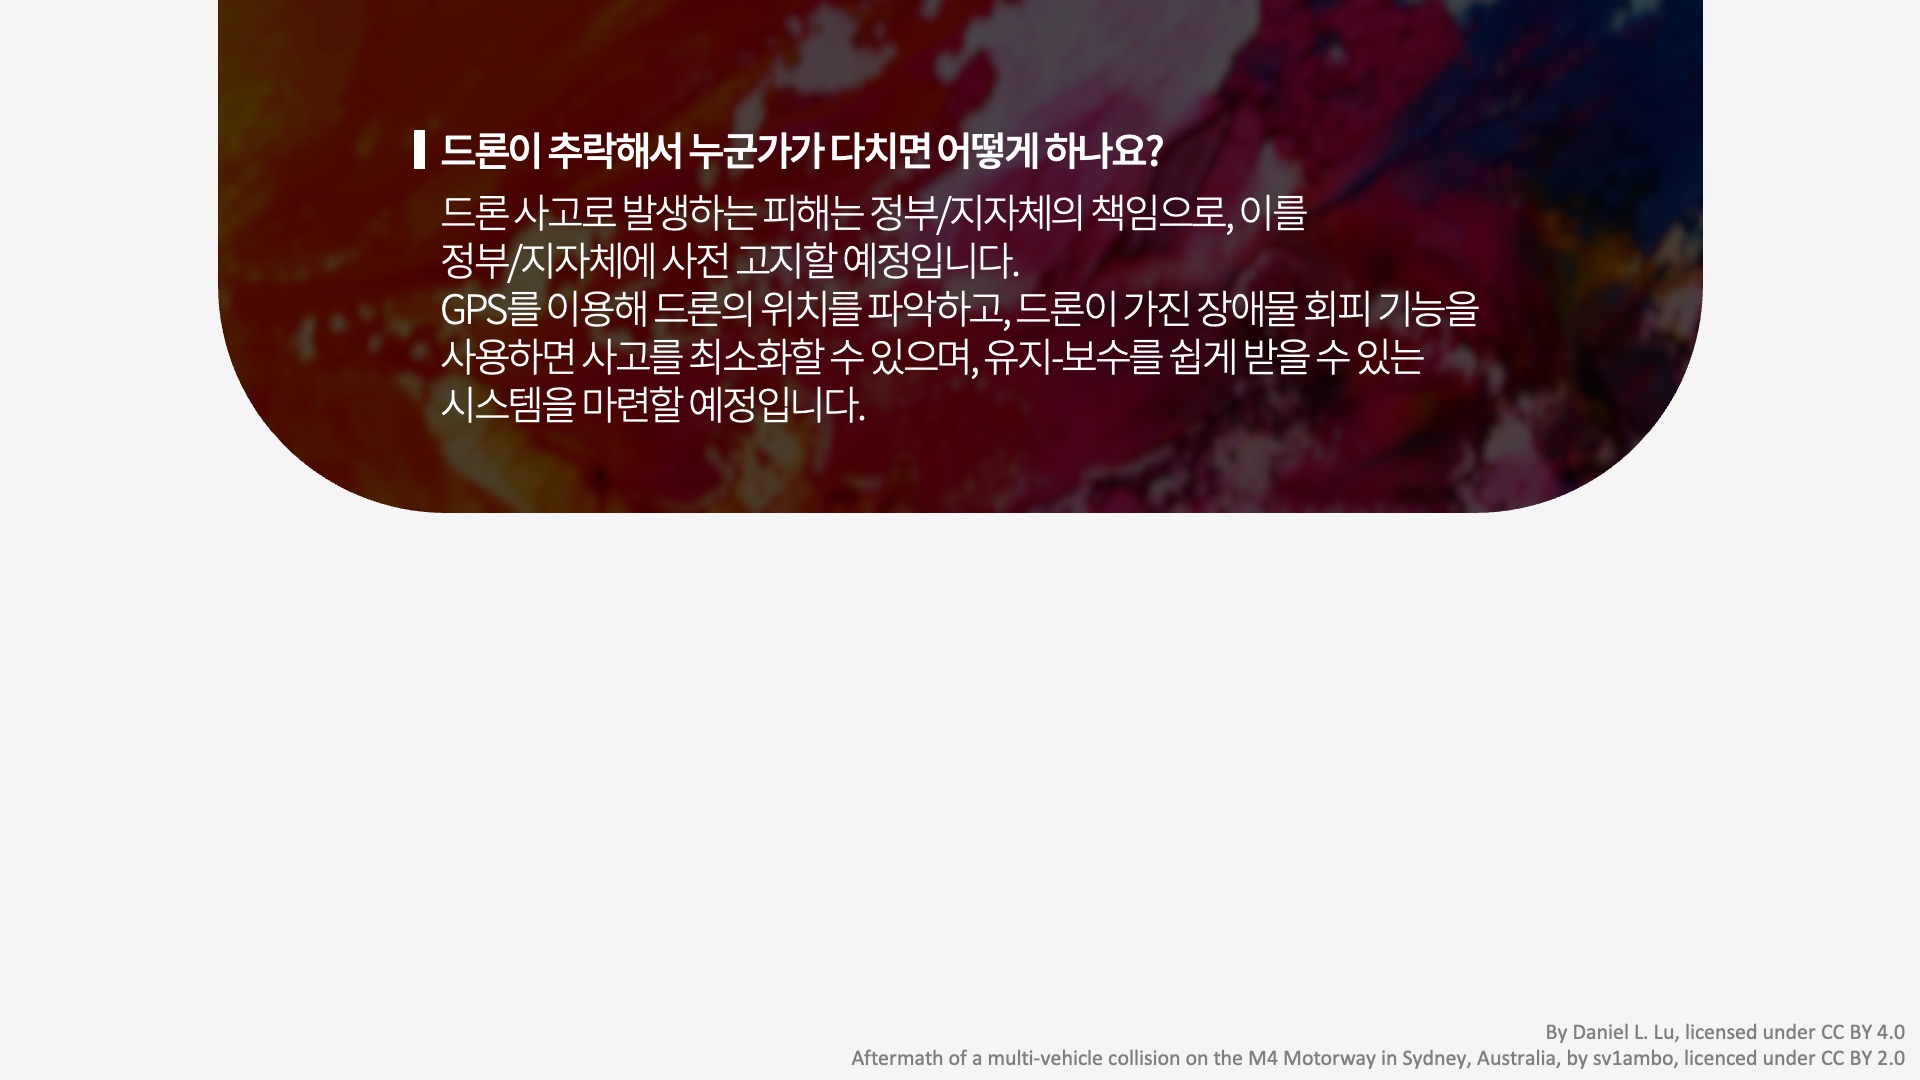 드론이 추락해서 누군가가 다치면 어떻게 하나요?
드론 사고로 발생하는 피해는 정부/지자체의 책임으로, 이를
정부/지자체에 사전 고지할 예정입니다.
GPS를 이용해 드론의 위치를 파악하고, 드론이 가진 장애물 회피 기능을
사용하면 사고를 최소화할 수 있으며, 유지-보수를 쉽게 받을 수 있는
시스템을 마련할 예정입니다.
By Daniel L. Lu, licensed under CC BY 4.0
Aftermath of a multi-vehicle collision on the M4 Motorway in Sydney, Australia, by sv1ambo, licenced under CC BY 2.0